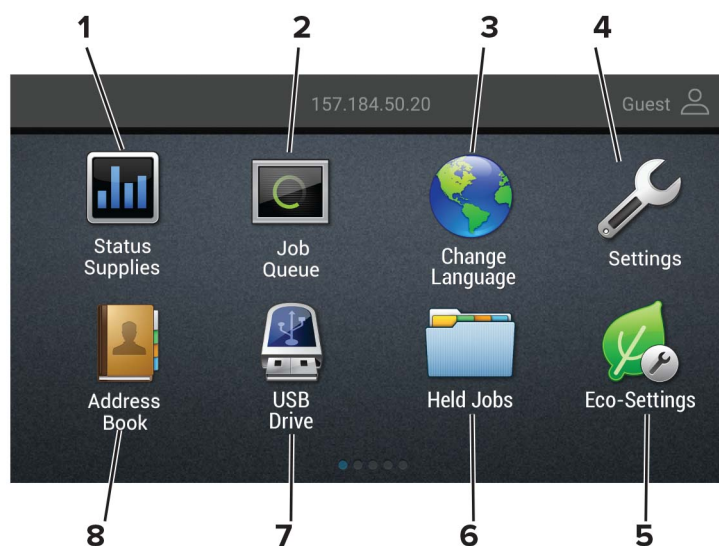 1 2 3 4
157.184.50.20 Guest
Status
Supplies
Job
Queue
Change
Language
Settings
Address
Book
USB
Drive
Held Jobs
Eco-Settings
8 7 6 5